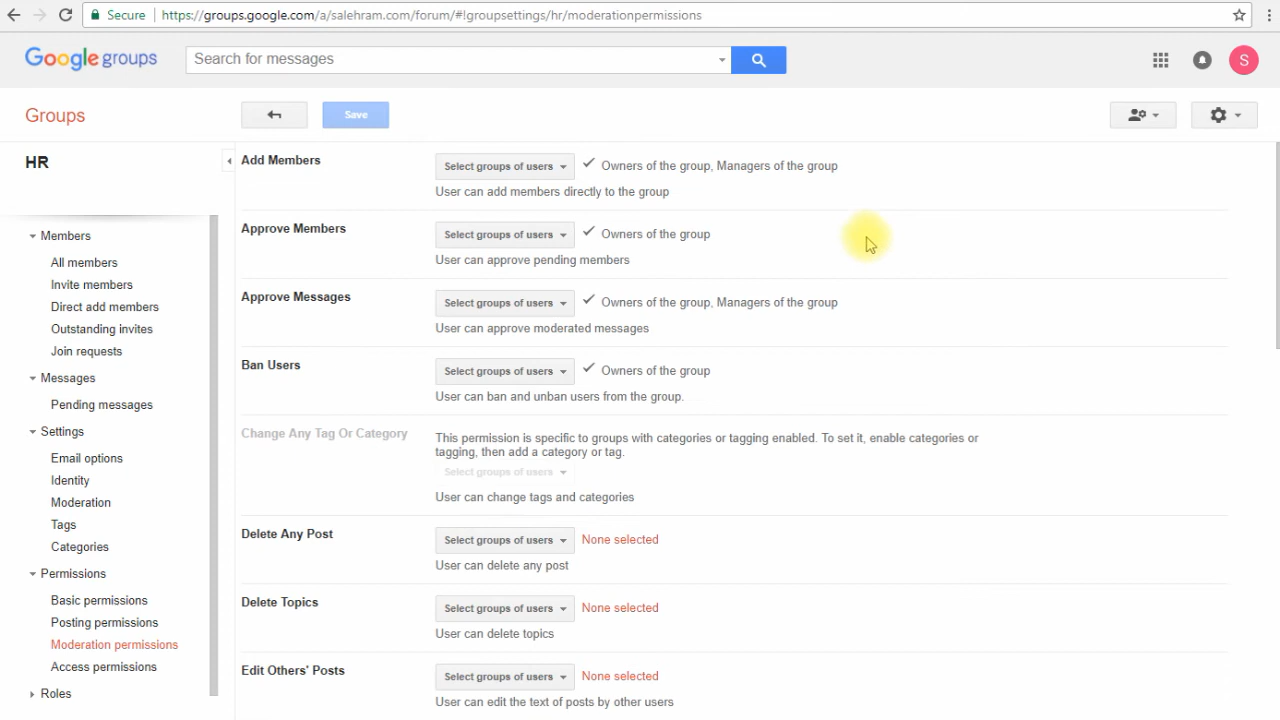 Secure https://groups.google.com/a/salehram.com/forum/#!groupsettings/hr/moderationpermissions
Google groups
Search for messages
S
Groups
Save
HR
Members
All members
Invite members
Direct add members
Outstanding invites
Join requests
Messages
Pending messages
Settings
Email options
Identity
Moderation
Tags
Categories
Permissions
Basic permissions
Posting permissions
Moderation permissions
Access permissions
Roles
Add Members
Select groups of users Owners of the group, Managers of the group
User can add members directly to the group
Approve Members
Select groups of users Owners of the group
User can approve pending members
Approve Messages
Select groups of users Owners of the group, Managers of the group
User can approve moderated messages
Ban Users
Select groups of users Owners of the group
User can ban and unban users from the group.
Change Any Tag Or Category
This permission is specific to groups with categories or tagging enabled. To set it, enable categories or
tagging, then add a category or tag.
Select groups of users
User can change tags and categories
Delete Any Post
Select groups of users None selected
User can delete any post
Delete Topics
Select groups of users None selected
User can delete topics
Edit Others' Posts
Select groups of users None selected
User can edit the text of posts by other users